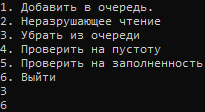 1. Добавить в очередь.
2. Неразрушающее чтение
3. Убрать из очереди
4. Проверить на пустоту
5. Проверить на заполненность
6. Выйти
3
6